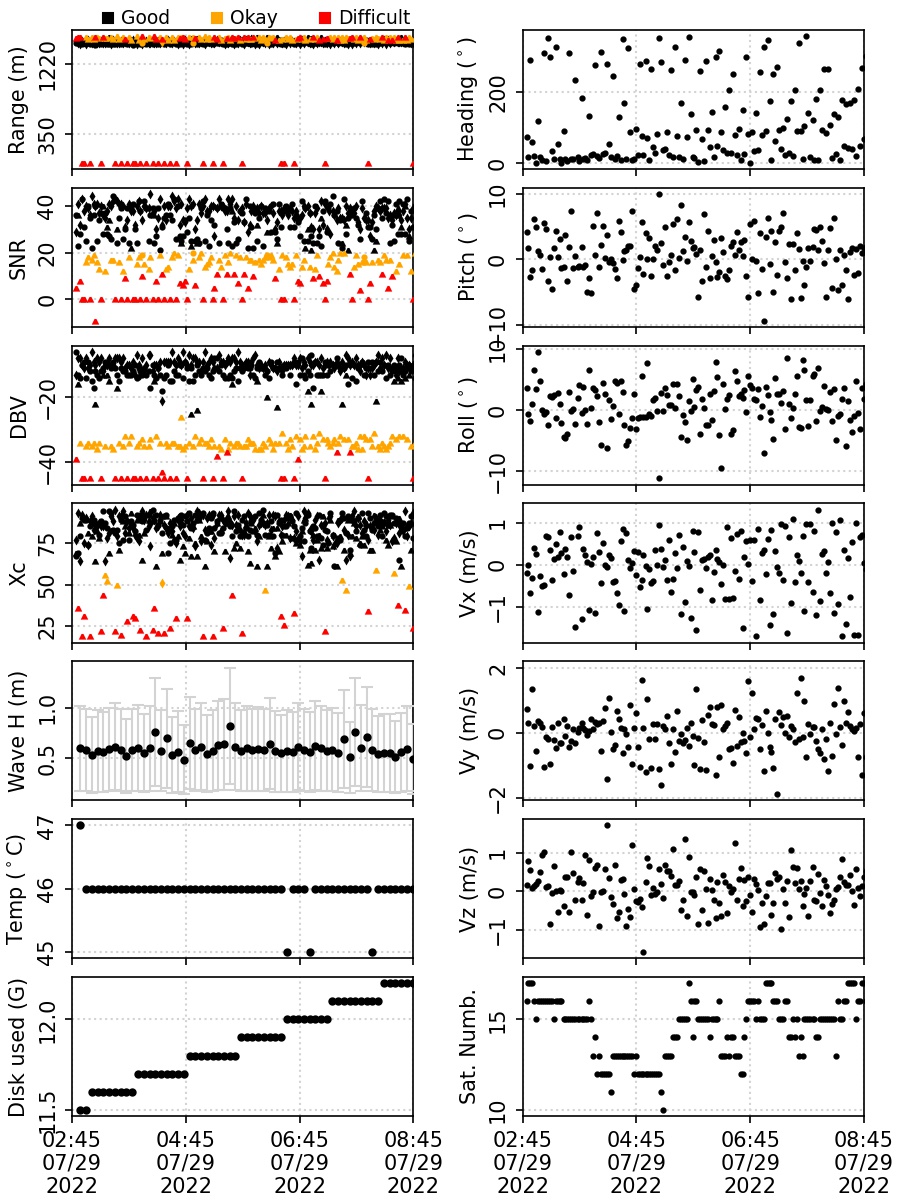 Good Okay Difficult
Range (m)
1220
350
Heading (°)
200
0
SNR
40
20
0
Pitch (°)
10
0
−10
DBV
−20
−40
Roll (°)
10
0
−10
Xc
75
50
25
Vx (m/s)
1
0
−1
Wave H (m)
1.0
0.5
Vy (m/s)
2
0
−2
Temp (°C)
47
46
45
Vz (m/s)
1
0
−1
Disk used (G)
12.0
11.5
Sat. Numb.
15
10
02:45 04:45 06:45 08:45 02:45 04:45 06:45 08:45
07/29 07/29 07/29 07/29 07/29 07/29 07/29 07/29
2022 2022 2022 2022 2022 2022 2022 2022